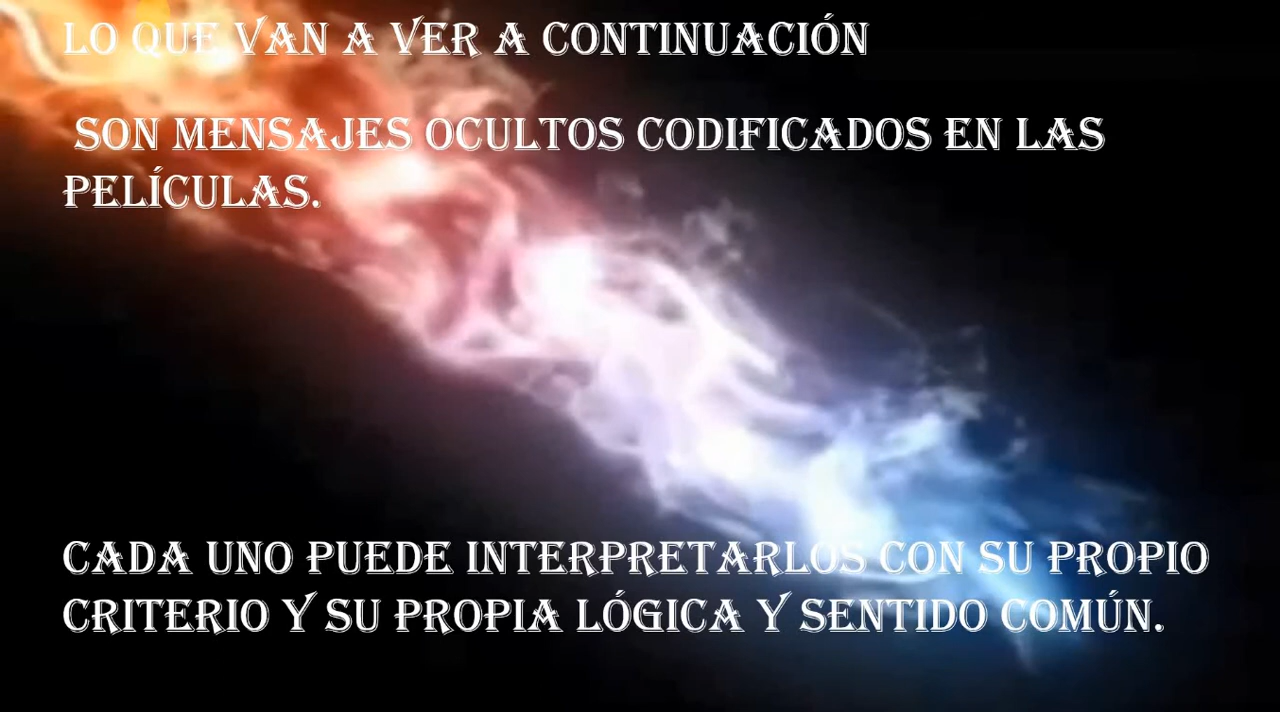 LO QUE VAN A VER A CONTINUACIÓN
SON MENSAJES OCULTOS CODIFICADOS EN LAS
PELÍCULAS.
CADA UNO PUEDE INTERPRETARLOS CON SU PROPIO
CRITERIO Y SU PROPIA LÓGICA Y SENTIDO COMÚN.